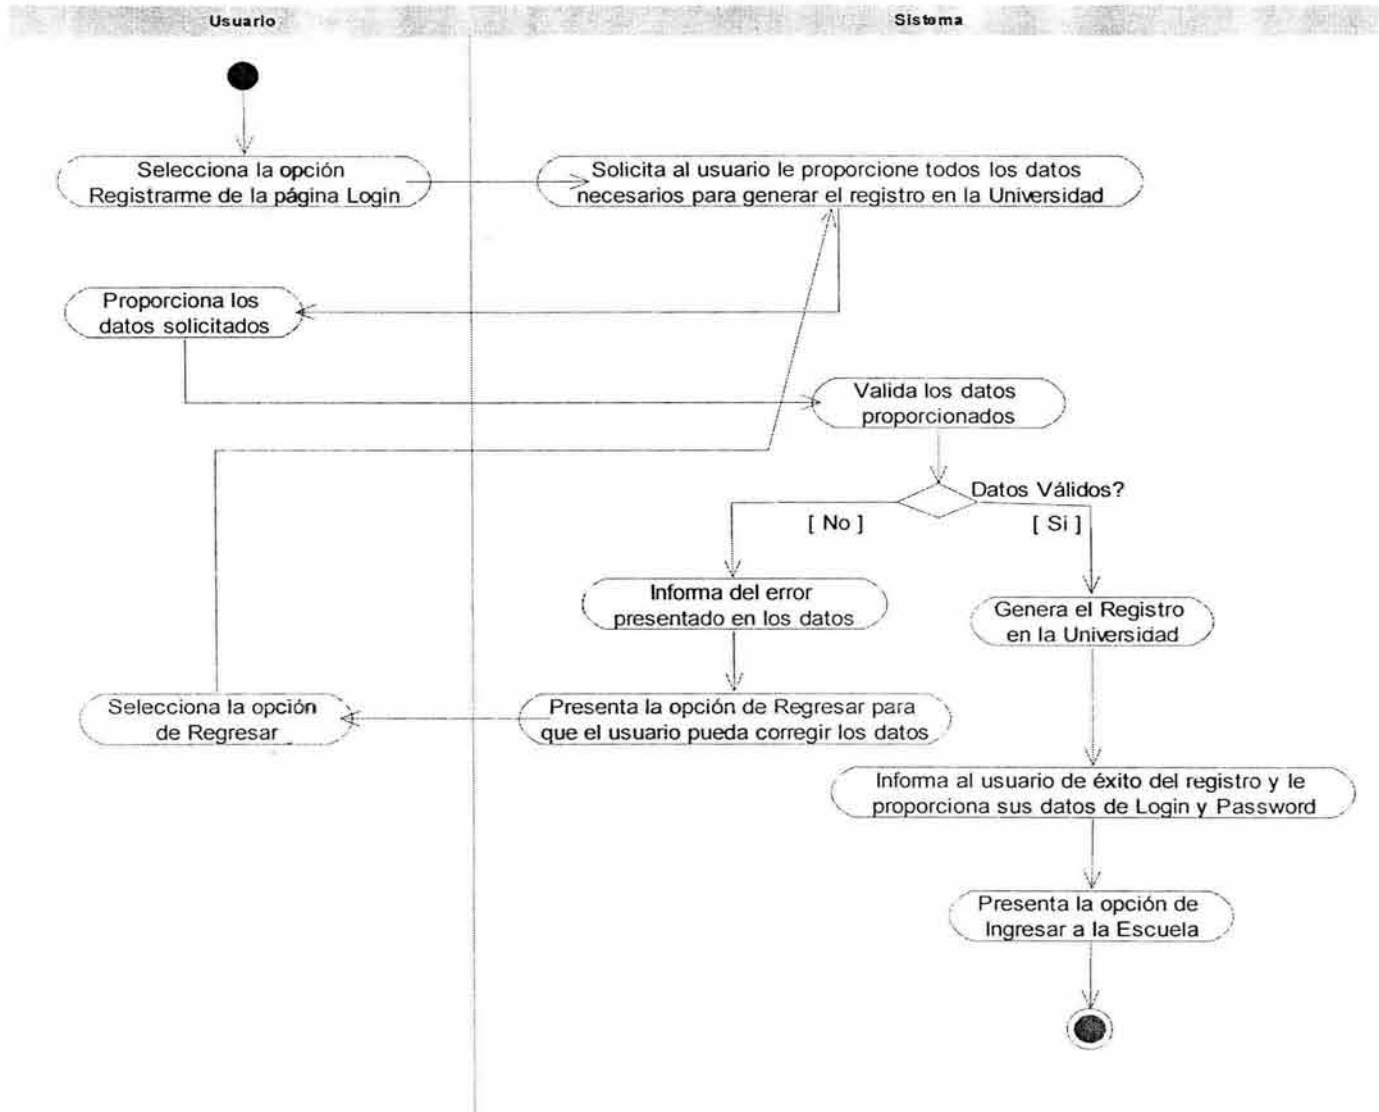 Usuario
Sistema
Selecciona la opción
Registrarme de la página Login
Solicita al usuario le proporcione todos los datos
necesarios para generar el registro en la Universidad
Proporciona los
datos solicitados
Valida los datos
proporcionados
Datos Válidos?
[ No ]
[ Si ]
Informa del error
presentado en los datos
Genera el Registro
en la Universidad
Selecciona la opción
de Regresar
Presenta la opción de Regresar para
que el usuario pueda corregir los datos
Informa al usuario de éxito del registro y le
proporciona sus datos de Login y Password
Presenta la opción de
Ingresar a la Escuela